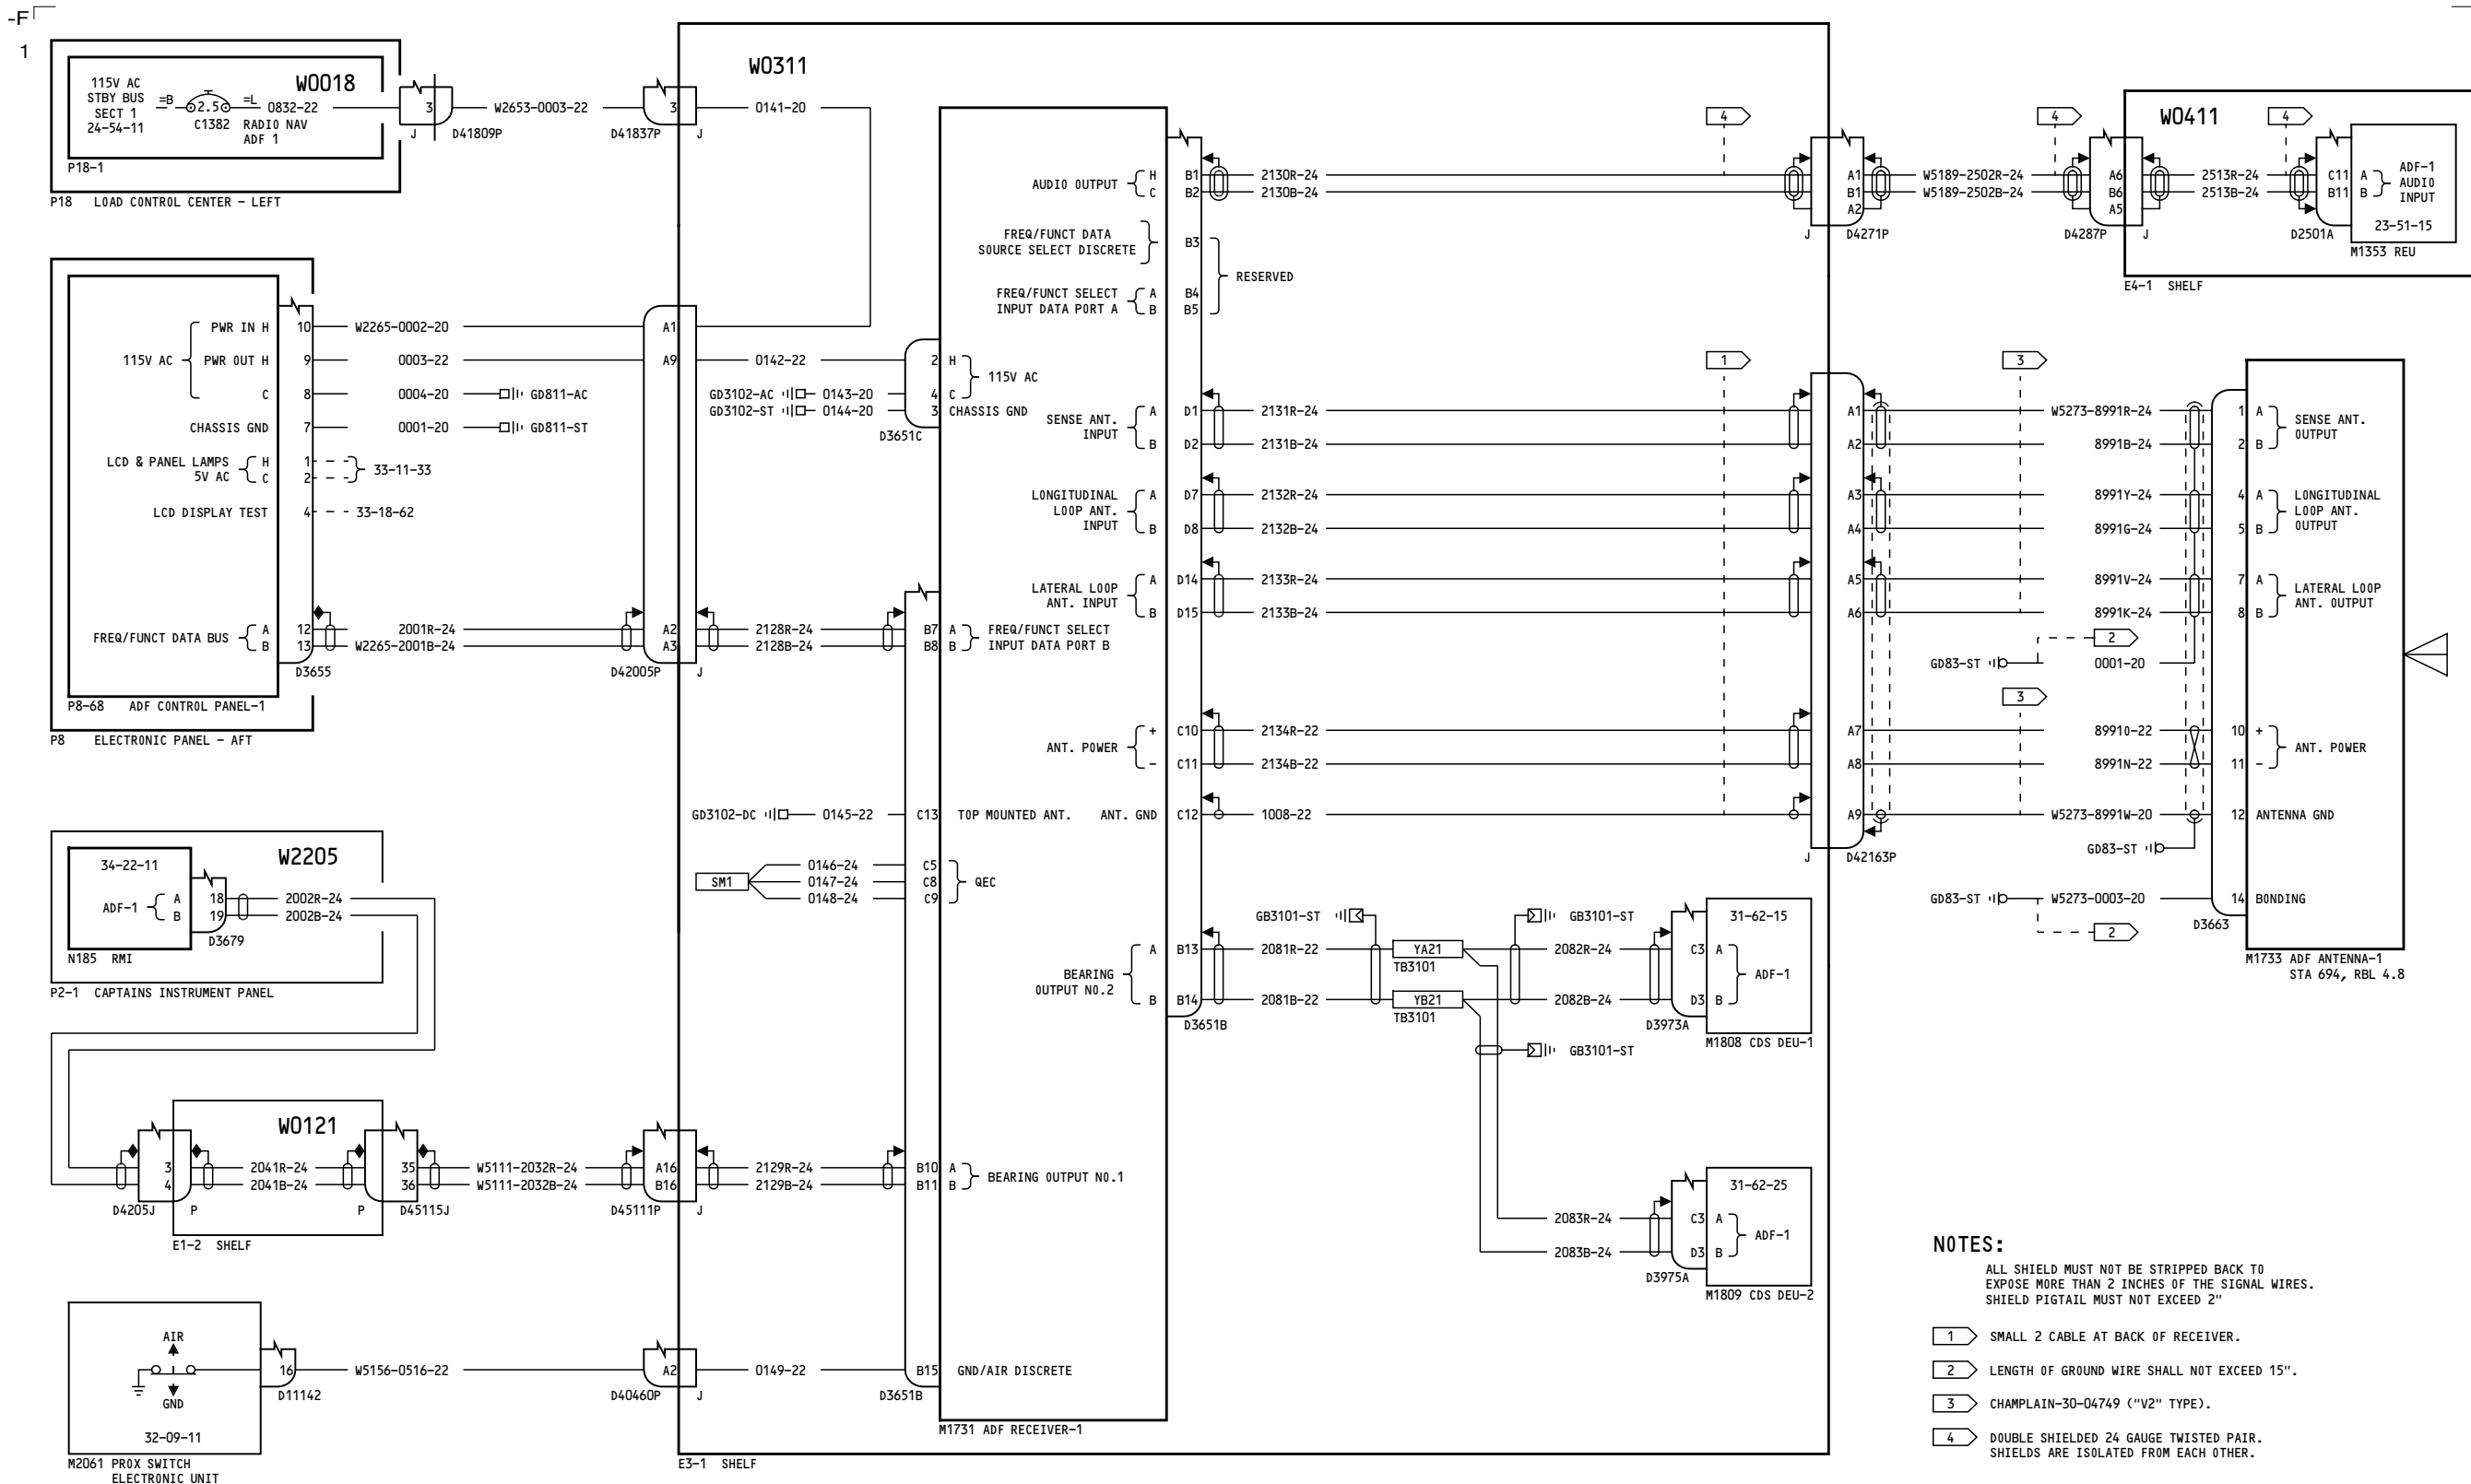 -F
1
W0018
115V AC
STBY BUS
SECT 1
24-54-11
=B
2.5
=L
0832-22
C1382
RADIO NAV
ADF 1
P18-1
P18 LOAD CONTROL CENTER - LEFT
3
J
D41809P
W2653-0003-22
3
D41837P
J
W0311
0141-20
115V AC
PWR IN H
10
W2265-0002-20
A1
PWR OUT H
9
0003-22
A9
C
8
0004-20
GD811-AC
CHASSIS GND
7
0001-20
GD811-ST
LCD & PANEL LAMPS
5V AC
H
C
1
2
33-11-33
LCD DISPLAY TEST
4
33-18-62
FREQ/FUNCT DATA BUS
A
B
12
13
2001R-24
W2265-2001B-24
A2
A3
D3655
D42005P
J
P8-68 ADF CONTROL PANEL-1
P8 ELECTRONIC PANEL - AFT
0142-22
GD3102-AC
0143-20
GD3102-ST
0144-20
2 H
4 C
115V AC
3 CHASSIS GND
D3651C
2128R-24
2128B-24
B7 A
B8 B
FREQ/FUNCT SELECT
INPUT DATA PORT B
GD3102-DC
0145-22
C13
TOP MOUNTED ANT.
SM1
0146-24
0147-24
0148-24
C5
C8
C9
QEC
W2205
34-22-11
ADF-1
A
B
18
19
2002R-24
2002B-24
D3679
N185 RMI
P2-1 CAPTAINS INSTRUMENT PANEL
W0121
3
4
2041R-24
2041B-24
35
36
W5111-2032R-24
W5111-2032B-24
A16
B16
D4205J
P
P
D45115J
D45111P
J
E1-2 SHELF
2129R-24
2129B-24
B10 A
B11 B
BEARING OUTPUT NO.1
AIR
GND
32-09-11
16
D11142
W5156-0516-22
A2
D40460P
J
0149-22
B15
GND/AIR DISCRETE
D3651B
M2061 PROX SWITCH
ELECTRONIC UNIT
M1731 ADF RECEIVER-1
E3-1 SHELF
AUDIO OUTPUT
H
C
B1
B2
2130R-24
2130B-24
4
A1
B1
A2
J
D4271P
W5189-2502R-24
W5189-2502B-24
4
A6
B6
A5
D4287P
J
W0411
4
2513R-24
2513B-24
C11 A
B11 B
ADF-1
AUDIO
INPUT
23-51-15
D2501A
M1353 REU
E4-1 SHELF
FREQ/FUNCT DATA
SOURCE SELECT DISCRETE
B3
FREQ/FUNCT SELECT
INPUT DATA PORT A
A
B
B4
B5
RESERVED
SENSE ANT.
INPUT
A
B
D1
D2
2131R-24
2131B-24
1
A1
A2
3
W5273-8991R-24
8991B-24
1 A
2 B
SENSE ANT.
OUTPUT
LONGITUDINAL
LOOP ANT.
INPUT
A
B
D7
D8
2132R-24
2132B-24
A3
A4
8991Y-24
8991G-24
4 A
5 B
LONGITUDINAL
LOOP ANT.
OUTPUT
LATERAL LOOP
ANT. INPUT
A
B
D14
D15
2133R-24
2133B-24
A5
A6
8991V-24
8991K-24
7 A
8 B
LATERAL LOOP
ANT. OUTPUT
2
GD83-ST
0001-20
3
ANT. POWER
+
-
C10
C11
2134R-22
2134B-22
A7
A8
8991O-22
8991N-22
10 +
11 -
ANT. POWER
ANT. GND
C12
1008-22
A9
W5273-8991W-20
12 ANTENNA GND
J
D42163P
GD83-ST
GD83-ST
W5273-0003-20
14 BONDING
2
D3663
M1733 ADF ANTENNA-1
STA 694, RBL 4.8
BEARING
OUTPUT NO.2
A
B
B13
B14
D3651B
GB3101-ST
2081R-22
2081B-22
YA21
TB3101
YB21
TB3101
GB3101-ST
2082R-24
2082B-24
GB3101-ST
C3 A
D3 B
31-62-15
ADF-1
D3973A
M1808 CDS DEU-1
2083R-24
2083B-24
C3 A
D3 B
31-62-25
ADF-1
D3975A
M1809 CDS DEU-2
NOTES:
ALL SHIELD MUST NOT BE STRIPPED BACK TO
EXPOSE MORE THAN 2 INCHES OF THE SIGNAL WIRES.
SHIELD PIGTAIL MUST NOT EXCEED 2"
1 SMALL 2 CABLE AT BACK OF RECEIVER.
2 LENGTH OF GROUND WIRE SHALL NOT EXCEED 15".
3 CHAMPLAIN-30-04749 ("V2" TYPE).
4 DOUBLE SHIELDED 24 GAUGE TWISTED PAIR.
SHIELDS ARE ISOLATED FROM EACH OTHER.